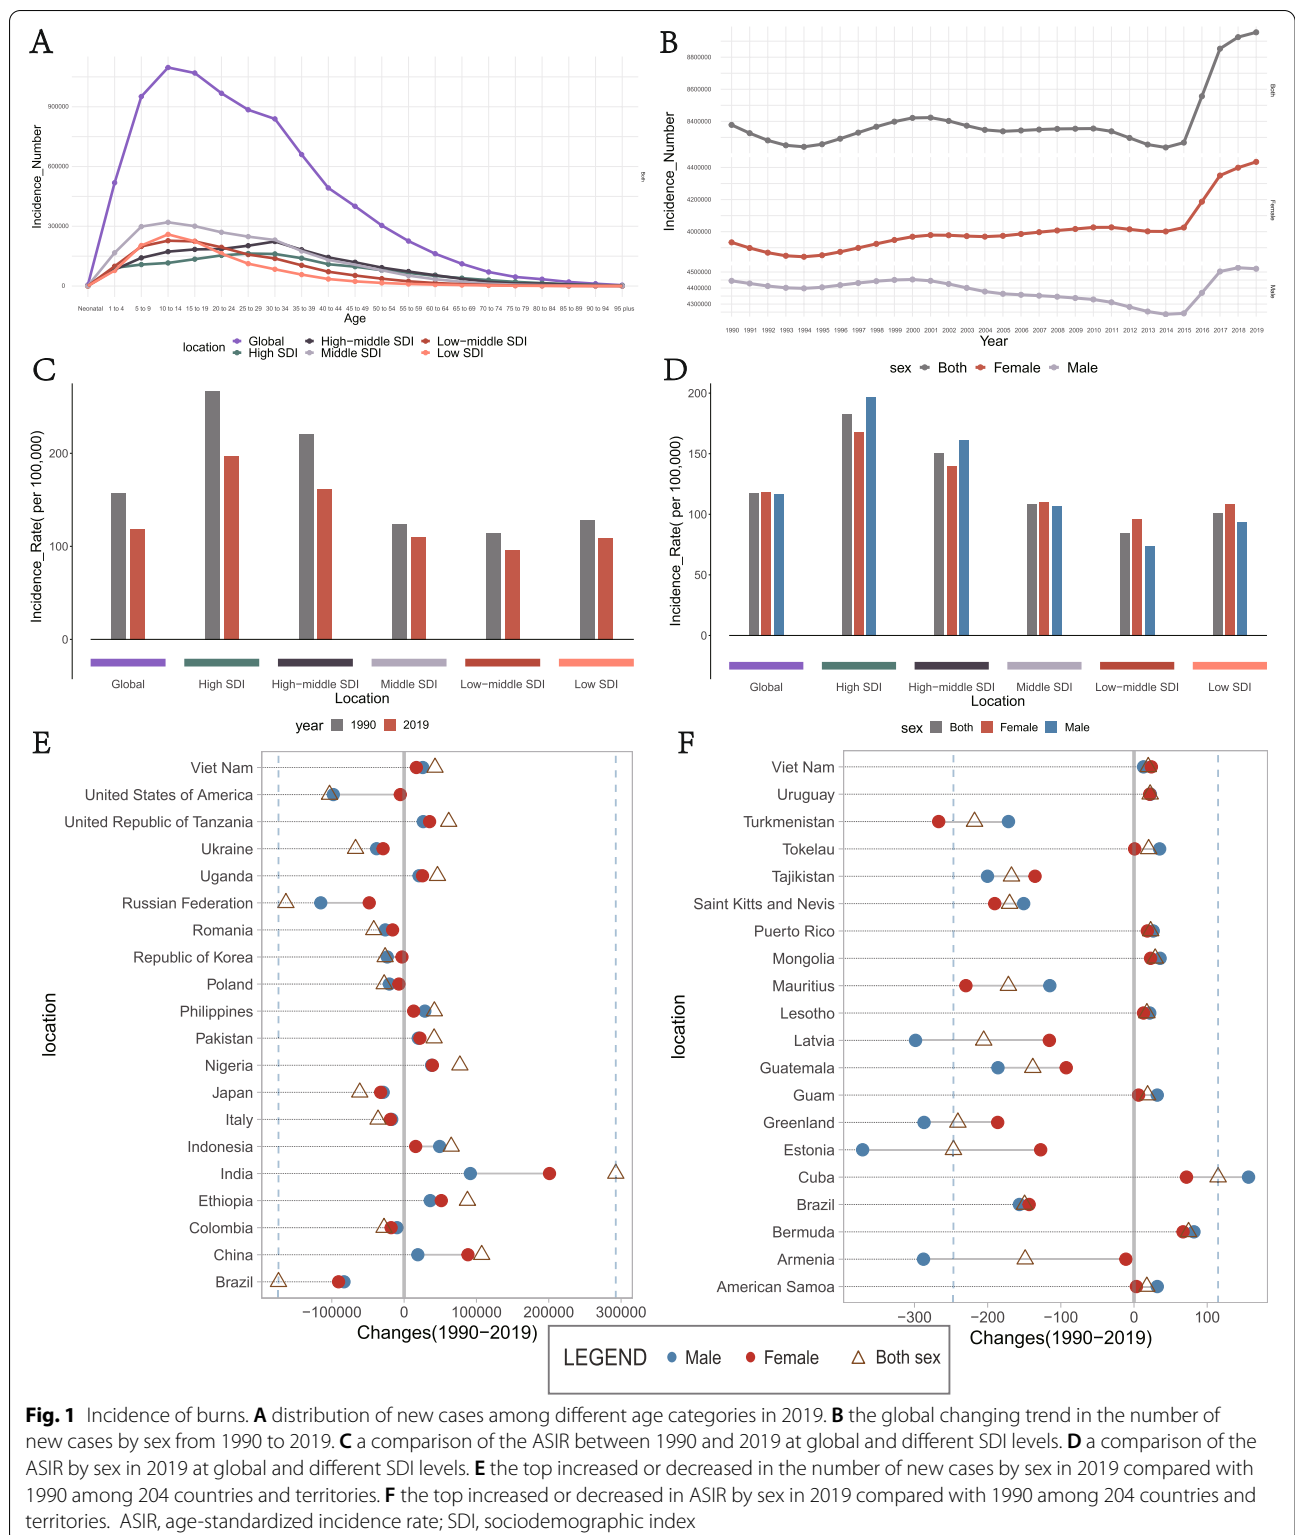 A
Incidence_Number
900000
600000
300000
0
Both
Neonatal 1 to 4 5 to 9 10 to 14 15 to 19 20 to 24 25 to 29 30 to 34 35 to 39 40 to 44 45 to 49 50 to 54 55 to 59 60 to 64 65 to 69 70 to 74 75 to 79 80 to 84 85 to 89 90 to 94 95 plus
Age
location Global High-middle SDI Low-middle SDI
High SDI Middle SDI Low SDI
B
Incidence_Number
8800000
8600000
8400000
Both
4400000
4200000
4000000
Female
4500000
4400000
4300000
Male
1990 1991 1992 1993 1994 1995 1996 1997 1998 1999 2000 2001 2002 2003 2004 2005 2006 2007 2008 2009 2010 2011 2012 2013 2014 2015 2016 2017 2018 2019
Year
sex Both Female Male
C
Incidence_Rate( per 100,000)
200
100
0
Global High SDI High-middle SDI Middle SDI Low-middle SDI Low SDI
Location
year 1990 2019
D
Incidence_Rate( per 100,000)
200
150
100
50
0
Global High SDI High-middle SDI Middle SDI Low-middle SDI Low SDI
Location
sex Both Female Male
E
location
Viet Nam
United States of America
United Republic of Tanzania
Ukraine
Uganda
Russian Federation
Romania
Republic of Korea
Poland
Philippines
Pakistan
Nigeria
Japan
Italy
Indonesia
India
Ethiopia
Colombia
China
Brazil
−100000 0 100000 200000 300000
Changes(1990−2019)
F
location
Viet Nam
Uruguay
Turkmenistan
Tokelau
Tajikistan
Saint Kitts and Nevis
Puerto Rico
Mongolia
Mauritius
Lesotho
Latvia
Guatemala
Guam
Greenland
Estonia
Cuba
Brazil
Bermuda
Armenia
American Samoa
−300 −200 −100 0 100
Changes(1990−2019)
LEGEND Male Female Both sex
Fig. 1 Incidence of burns. A distribution of new cases among different age categories in 2019. B the global changing trend in the number of
new cases by sex from 1990 to 2019. C a comparison of the ASIR between 1990 and 2019 at global and different SDI levels. D a comparison of the
ASIR by sex in 2019 at global and different SDI levels. E the top increased or decreased in the number of new cases by sex in 2019 compared with
1990 among 204 countries and territories. F the top increased or decreased in ASIR by sex in 2019 compared with 1990 among 204 countries and
territories. ASIR, age-standardized incidence rate; SDI, sociodemographic index